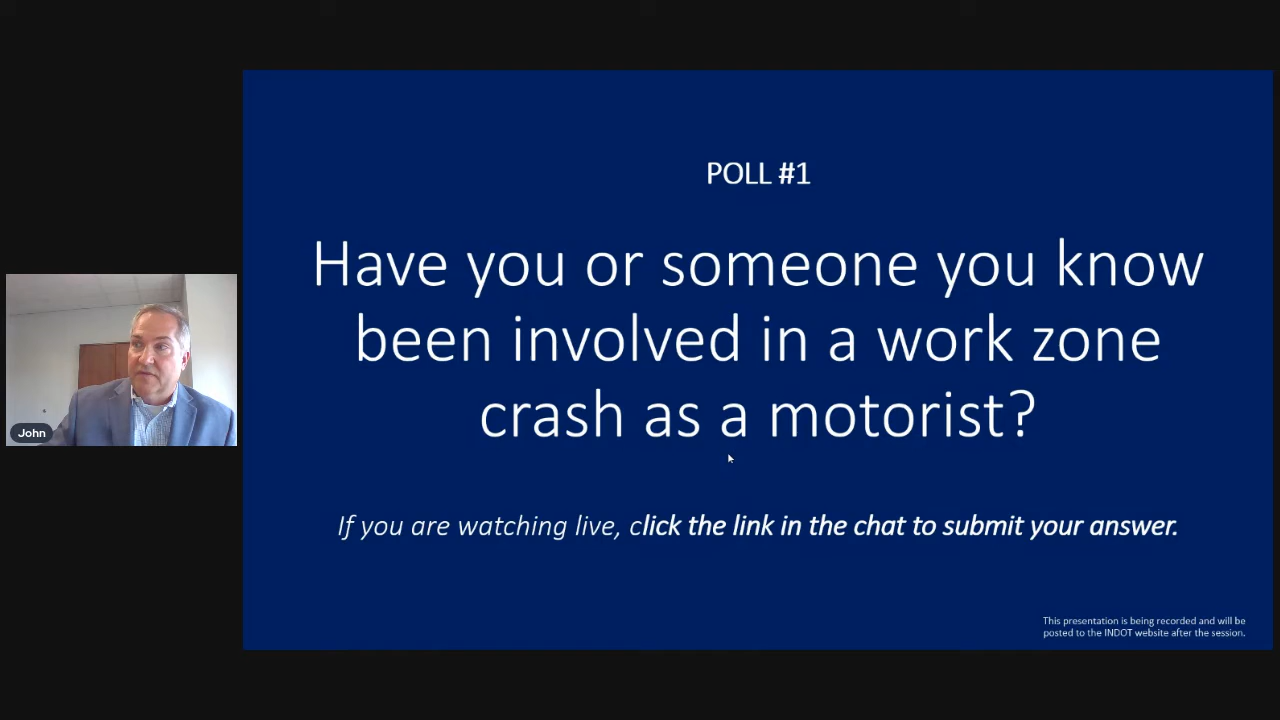 POLL #1
Have you or someone you know
been involved in a work zone
crash as a motorist?
If you are watching live, click the link in the chat to submit your answer.
John
This presentation is being recorded and will be
posted to the INDOT website after the session.